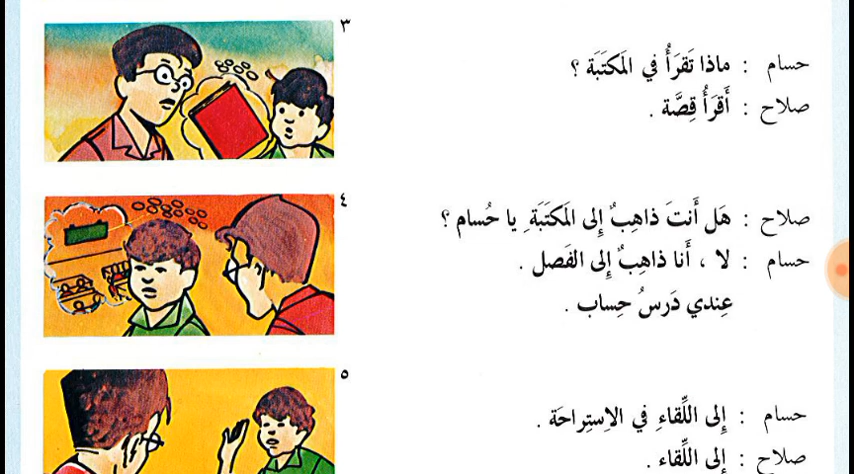 ٣
حسام : ماذا تَقرَأُ في المَكتَبَة ؟
صلاح : أَقرَأُ قِصَّة .
٤
صلاح : هَل أَنتَ ذاهِبٌ إِلى المَكتَبَةِ يا حُسام ؟
حسام : لا ، أَنا ذاهِبٌ إِلى الفَصل .
عِندي دَرسُ حِساب .
٥
حسام : إِلى اللِّقاءِ في الاِستِراحَة .
صلاح : إِلى اللِّقاء .